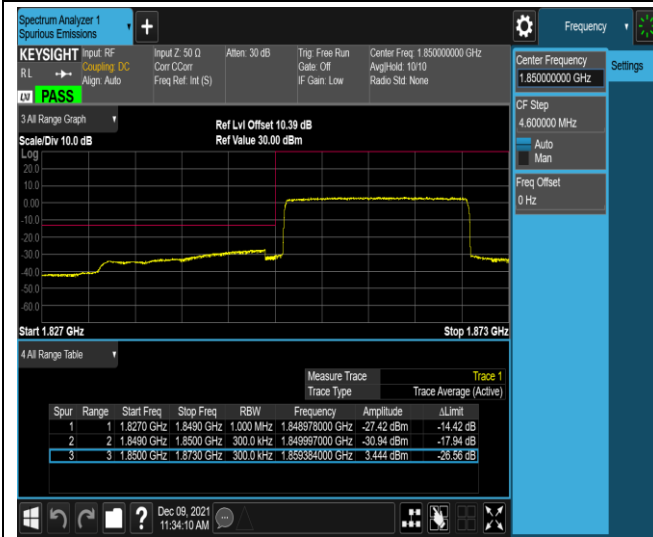 Spectrum Analyzer 1
Spurious Emissions
Frequency
KEYSIGHT
Input: RF
Coupling: DC
Align: Auto
Input Z: 50 Ω
Corr CCorr
Freq Ref: Int (S)
Atten: 30 dB
Trig: Free Run
Gate: Off
IF Gain: Low
Center Freq: 1.850000000 GHz
Avg|Hold: 10/10
Radio Std: None
R L
LXI PASS
Center Frequency
1.850000000 GHz
Settings
CF Step
4.600000 MHz
Auto
Man
Freq Offset
0 Hz
3 All Range Graph
Scale/Div 10.0 dB
Ref Lvl Offset 10.39 dB
Ref Value 30.00 dBm
Log
20.0
10.0
0.00
-10.0
-20.0
-30.0
-40.0
-50.0
-60.0
Start 1.827 GHz Stop 1.873 GHz
4 All Range Table
Measure Trace Trace 1
Trace Type Trace Average (Active)
Spur Range Start Freq Stop Freq RBW Frequency Amplitude ΔLimit
1 1 1.8270 GHz 1.8490 GHz 1.000 MHz 1.848978000 GHz -27.42 dBm -14.42 dB
2 2 1.8490 GHz 1.8500 GHz 300.0 kHz 1.849997000 GHz -30.94 dBm -17.94 dB
3 3 1.8500 GHz 1.8730 GHz 300.0 kHz 1.859384000 GHz 3.444 dBm -26.56 dB
Dec 09, 2021
11:34:10 AM